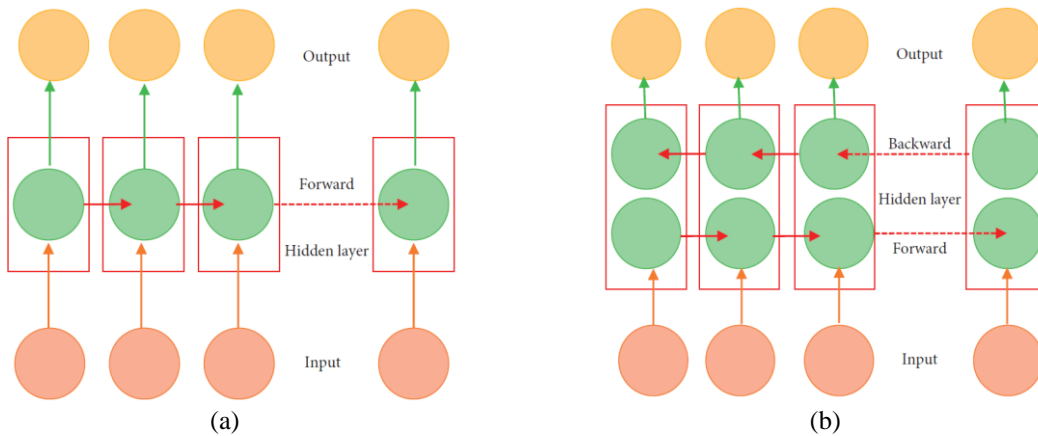 Output
Forward
Hidden layer
Input
(a)
Output
Backward
Hidden layer
Forward
Input
(b)